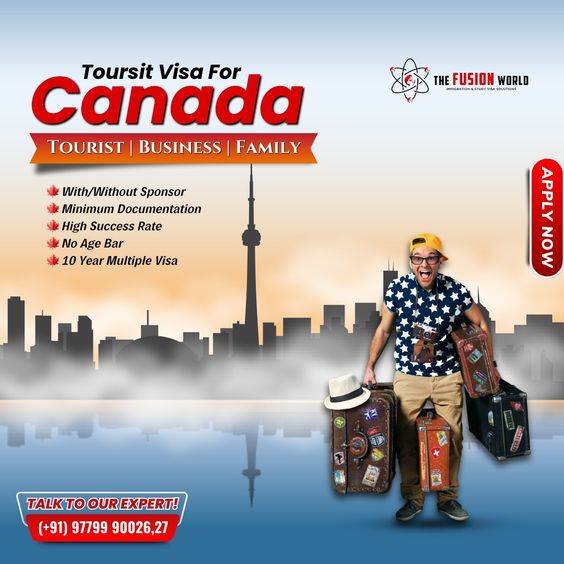 Toursit Visa For
Canada
TOURIST | BUSINESS | FAMILY
With/Without Sponsor
Minimum Documentation
High Success Rate
No Age Bar
10 Year Multiple Visa
THE FUSION WORLD
IMMIGRATION & STUDY VISA SOLUTIONS
APPLY NOW
TALK TO OUR EXPERT!
(+91) 97799 90026,27